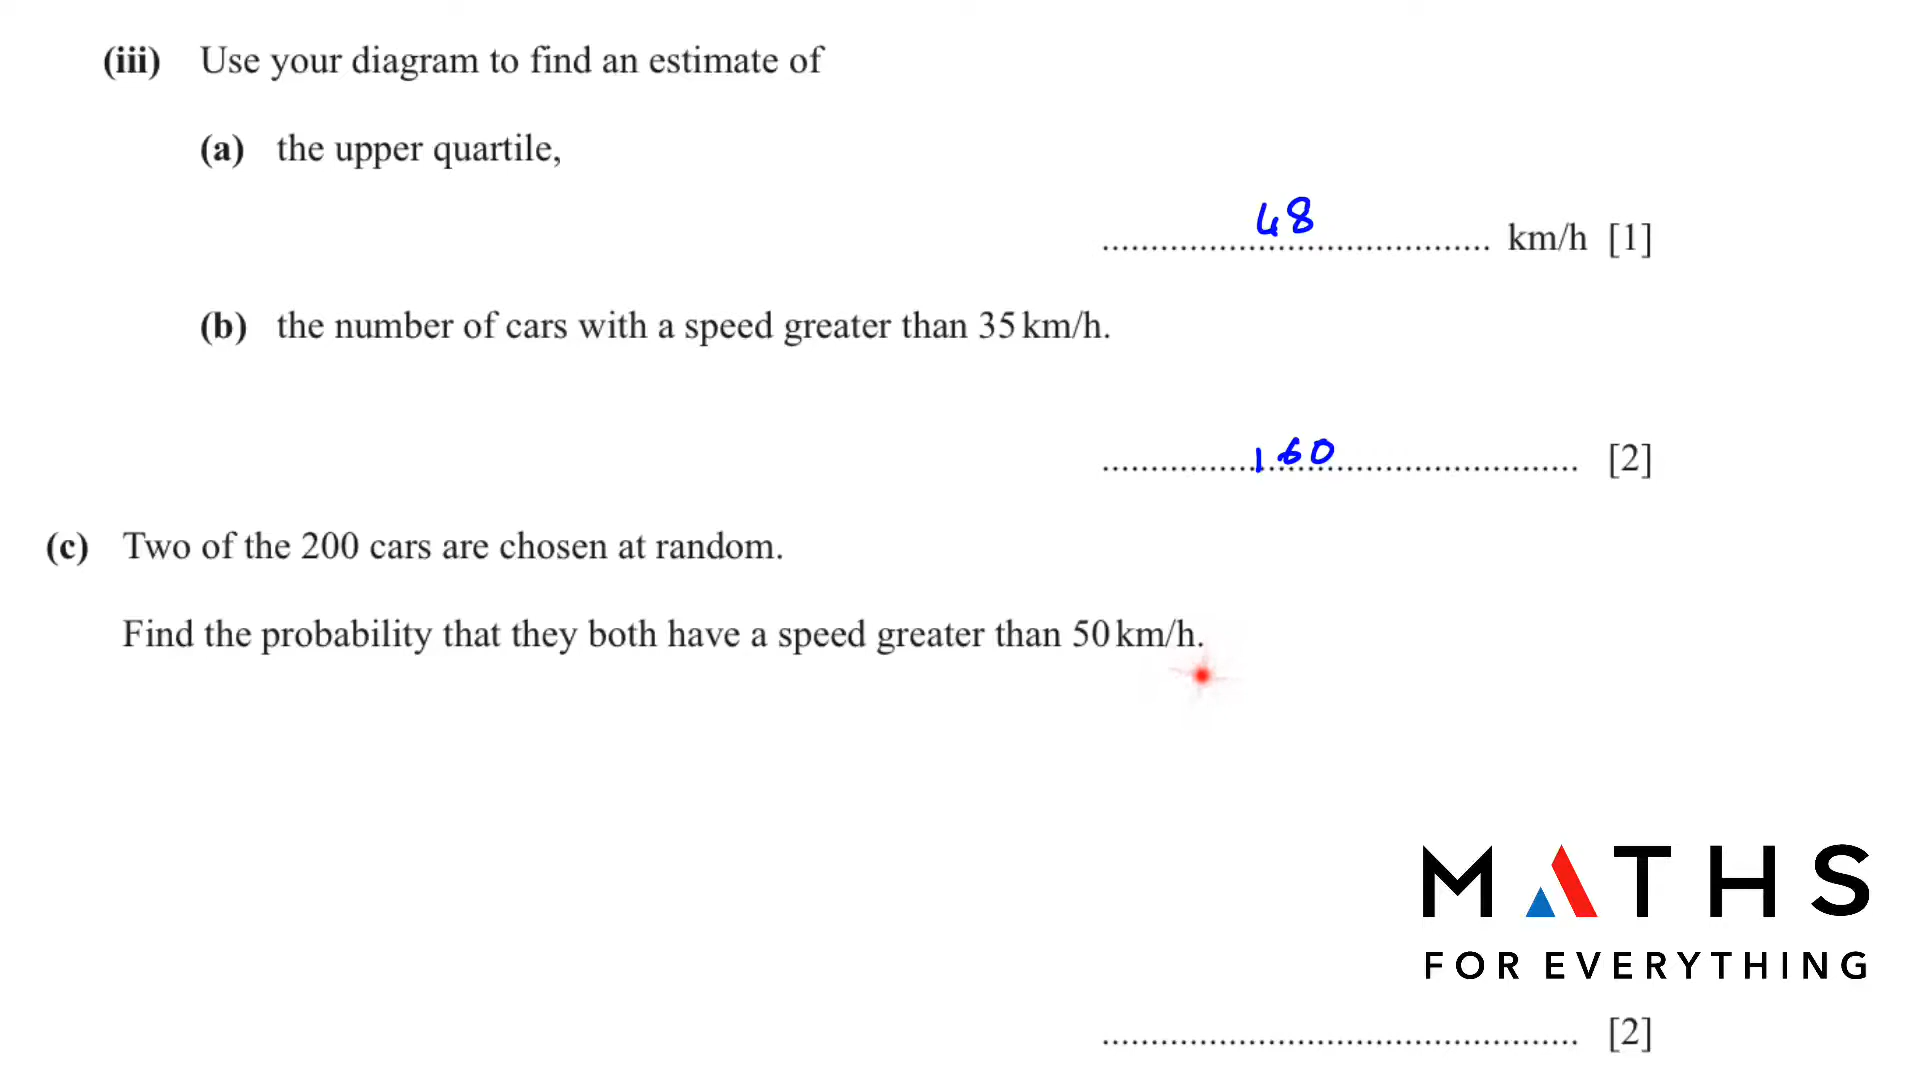 (iii) Use your diagram to find an estimate of
(a) the upper quartile,
48
........................................ km/h [1]
(b) the number of cars with a speed greater than 35 km/h.
160
................................................. [2]
(c) Two of the 200 cars are chosen at random.
Find the probability that they both have a speed greater than 50 km/h.
MATHS
FOR EVERYTHING
................................................. [2]